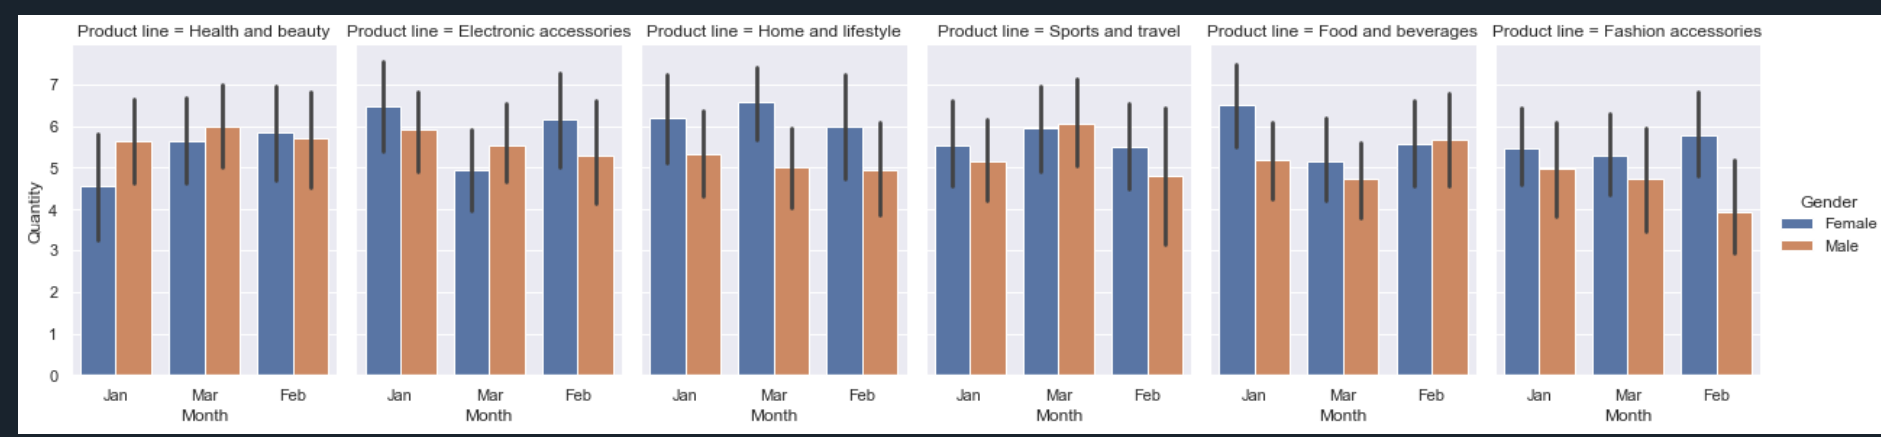 Product line = Health and beauty
Product line = Electronic accessories
Product line = Home and lifestyle
Product line = Sports and travel
Product line = Food and beverages
Product line = Fashion accessories
Quantity
7
6
5
4
3
2
1
0
Jan Mar Feb
Month
Jan Mar Feb
Month
Jan Mar Feb
Month
Jan Mar Feb
Month
Jan Mar Feb
Month
Jan Mar Feb
Month
Gender
Female
Male